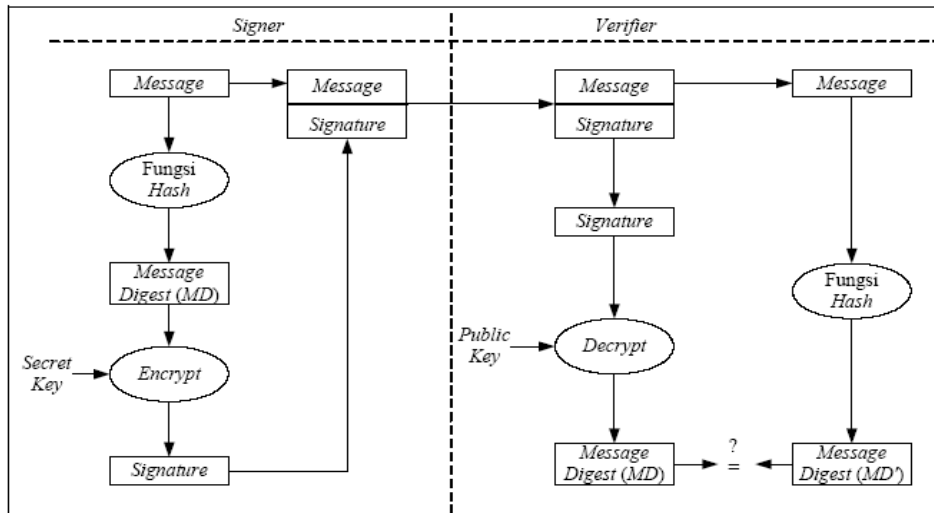 Signer
Verifier
Message
Message
Signature
Message
Signature
Message
Fungsi
Hash
Signature
Message
Digest (MD)
Fungsi
Hash
Secret
Key
Encrypt
Public
Key
Decrypt
Signature
Message
Digest (MD)
?
=
Message
Digest (MD')